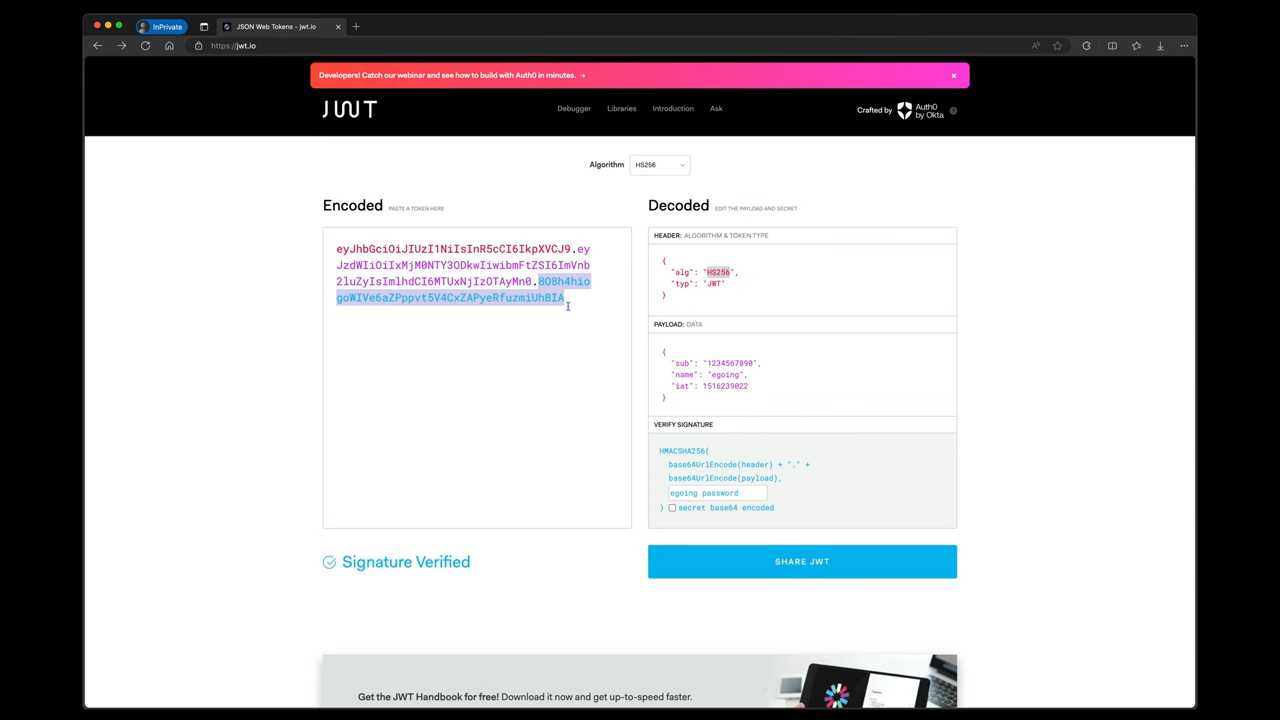 InPrivate
JSON Web Tokens - jwt.io
https://jwt.io
Developers! Catch our webinar and see how to build with Auth0 in minutes. →
JWT
Debugger
Libraries
Introduction
Ask
Crafted by
Auth0
by Okta
Algorithm
HS256
Encoded
PASTE A TOKEN HERE
eyJhbGciOiJIUzI1NiIsInR5cCI6IkpXVCJ9.ey
JzdWIiOiIxMjM0NTY3ODkwIiwibmFtZSI6ImVnb
2luZyIsImlhdCI6MTUxNjIzOTAyMn0.8O8h4hio
goWIVe6aZPppvt5V4CxZAPyeRfuzmiUhBIA
Decoded
EDIT THE PAYLOAD AND SECRET
HEADER: ALGORITHM & TOKEN TYPE
{
"alg": "HS256",
"typ": "JWT"
}
PAYLOAD: DATA
{
"sub": "1234567890",
"name": "egoing",
"iat": 1516239022
}
VERIFY SIGNATURE
HMACSHA256(
base64UrlEncode(header) + "." +
base64UrlEncode(payload),
egoing password
) secret base64 encoded
Signature Verified
SHARE JWT
Get the JWT Handbook for free! Download it now and get up-to-speed faster.